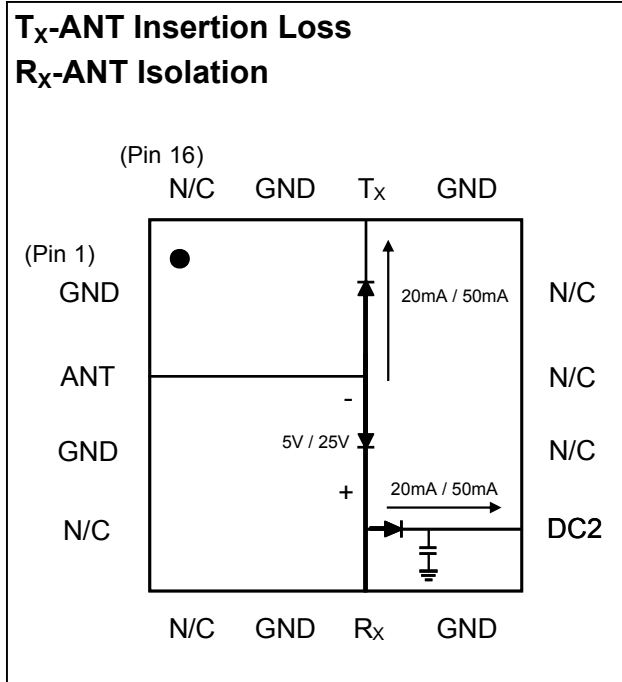 Tx-ANT Insertion Loss
Rx-ANT Isolation
(Pin 16)
N/C GND Tx GND
(Pin 1)
GND 20mA / 50mA N/C
ANT N/C
-
GND 5V / 25V N/C
+ 20mA / 50mA
N/C DC2
N/C GND Rx GND